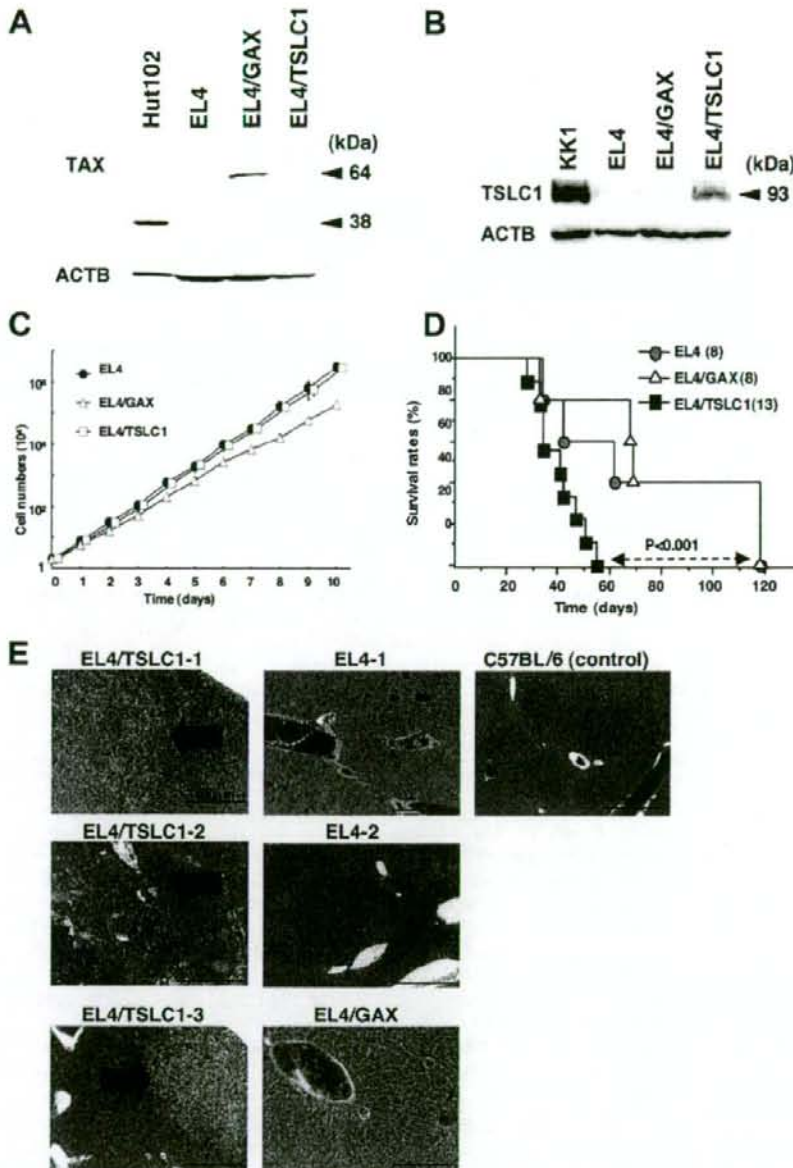 A
Hut102
EL4
EL4/GAX
EL4/TSLC1
(kDa)
TAX
64
38
ACTB
B
KK1
EL4
EL4/GAX
EL4/TSLC1
(kDa)
TSLC1
93
ACTB
C
EL4
EL4/GAX
EL4/TSLC1
Cell numbers (10⁴)
10²
1
0 1 2 3 4 5 6 7 8 9 10
Time (days)
D
EL4 (8)
EL4/GAX(8)
EL4/TSLC1(13)
Survival rates (%)
100
80
40
20
0
P<0.001
0 20 40 60 80 100 120
Time (days)
E
EL4/TSLC1-1
EL4-1
C57BL/6 (control)
EL4/TSLC1-2
EL4-2
EL4/TSLC1-3
EL4/GAX